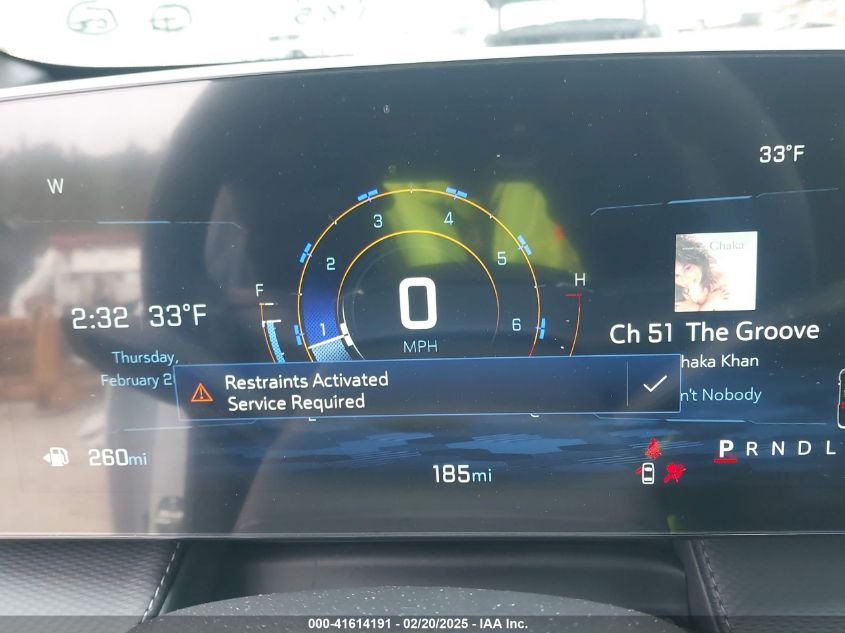 33°F
W
3
4
2
5
Chaka
F
H
0
2:32 33°F
1
6
MPH
Ch 51 The Groove
Thursday,
haka Khan
February 2
Restraints Activated
Service Required
n't Nobody
260mi
185mi
P R N D L
000-41614191 - 02/20/2025 - IAA Inc.